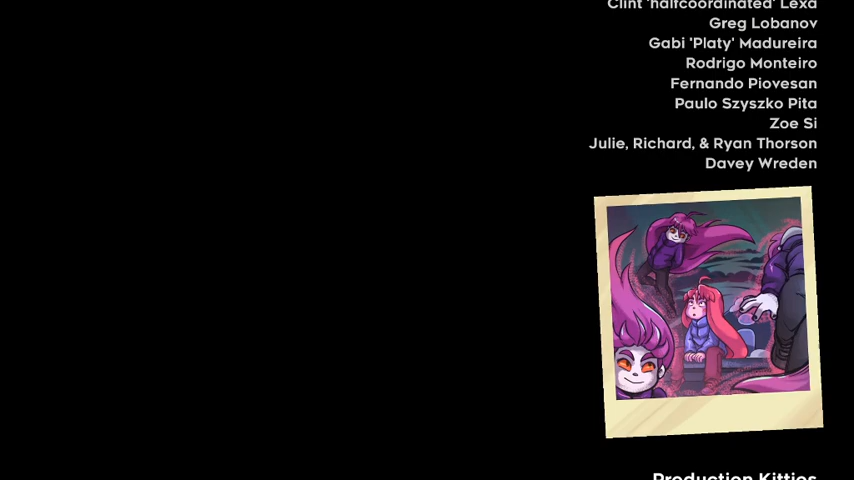 Clint 'halfcoordinated' Lexa
Greg Lobanov
Gabi 'Platy' Madureira
Rodrigo Monteiro
Fernando Piovesan
Paulo Szyszko Pita
Zoe Si
Julie, Richard, & Ryan Thorson
Davey Wreden
Production Kitties